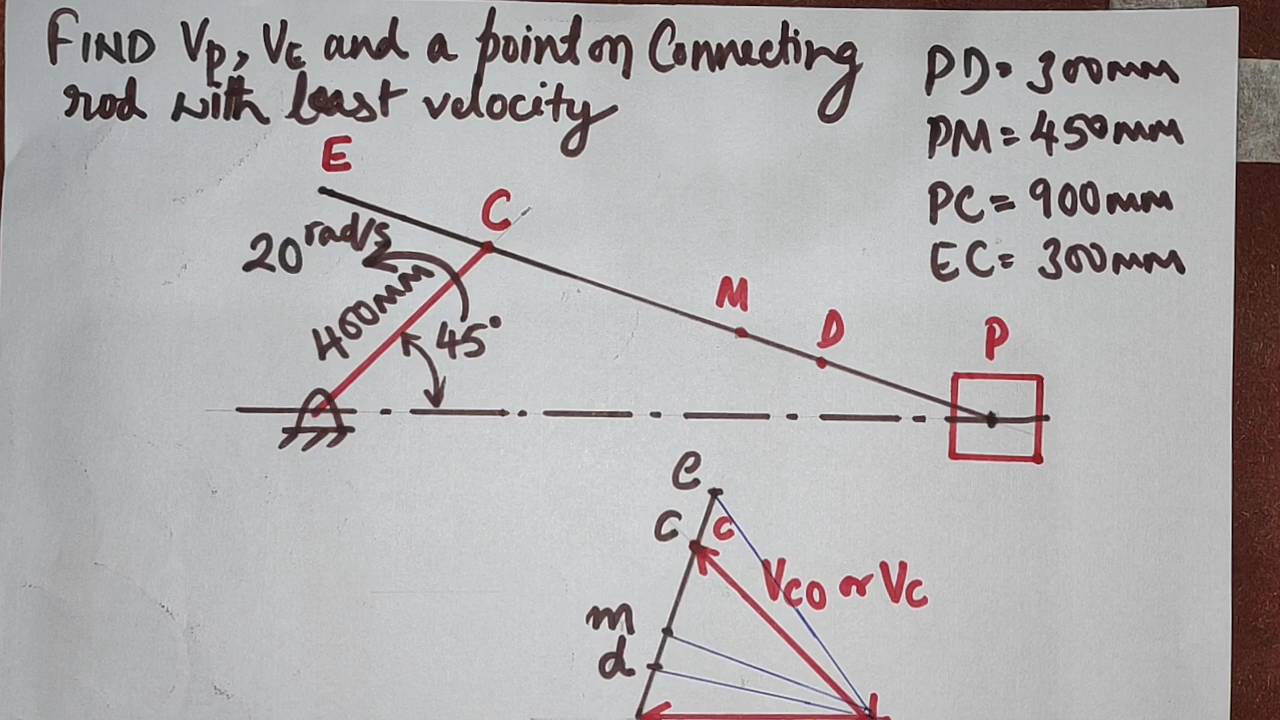 FIND Vp, VE and a point on Connecting
rod with least velocity
PD= 300mm
PM= 450mm
PC= 900mm
EC= 300mm
E
C
20 rad/s
400mm
45°
M
D
P
e
c c
VCO or VC
m
d